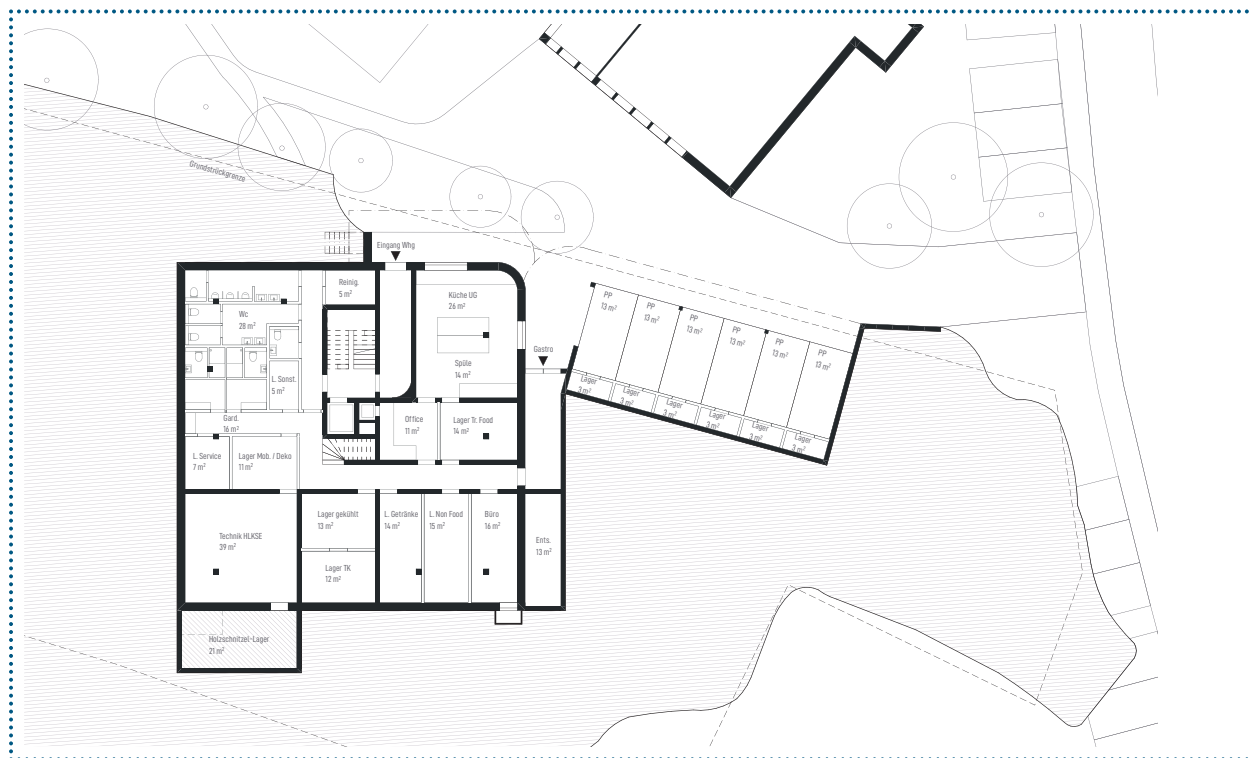 Grundstrückgrenze
Eingang Whg
Reinig.
5 m²
Küche UG
26 m²
Wc
28 m²
Spüle
14 m²
Gastro
PP
13 m²
PP
13 m²
PP
13 m²
PP
13 m²
PP
13 m²
PP
13 m²
L. Sonst.
5 m²
Lager
3 m²
Lager
3 m²
Lager
3 m²
Lager
3 m²
Lager
3 m²
Lager
3 m²
Gard.
16 m²
Office
11 m²
Lager Tr. Food
14 m²
L. Service
7 m²
Lager Mob. / Deko
11 m²
Lager gekühlt
13 m²
L. Getränke
14 m²
L. Non Food
15 m²
Büro
16 m²
Technik HLKSE
39 m²
Ents.
13 m²
Lager TK
12 m²
Holzschnitzel-Lager
21 m²